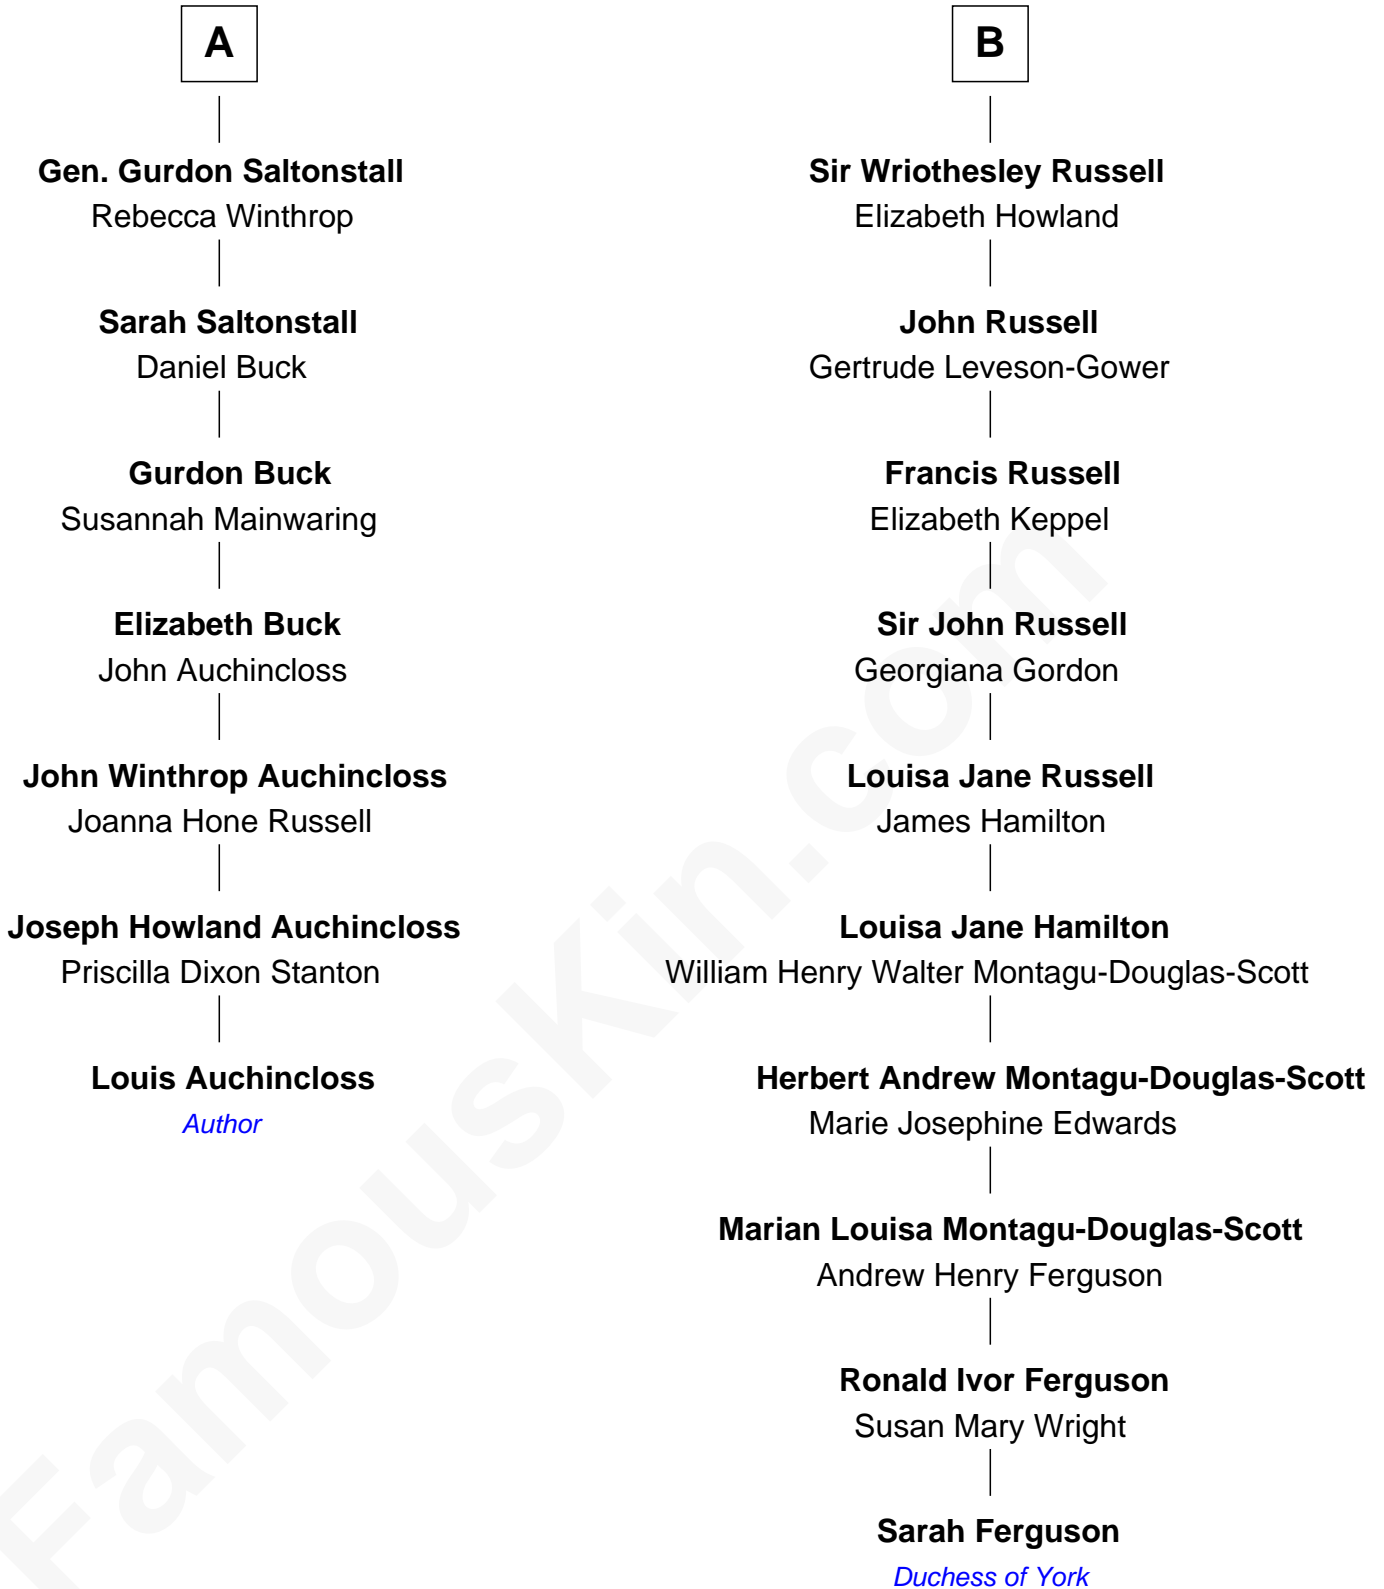 A
Gen. Gurdon Saltonstall
Rebecca Winthrop
Sarah Saltonstall
Daniel Buck
Gurdon Buck
Susannah Mainwaring
Elizabeth Buck
John Auchincloss
John Winthrop Auchincloss
Joanna Hone Russell
Joseph Howland Auchincloss
Priscilla Dixon Stanton
Louis Auchincloss
Author
B
Sir Wriothesley Russell
Elizabeth Howland
John Russell
Gertrude Leveson-Gower
Francis Russell
Elizabeth Keppel
Sir John Russell
Georgiana Gordon
Louisa Jane Russell
James Hamilton
Louisa Jane Hamilton
William Henry Walter Montagu-Douglas-Scott
Herbert Andrew Montagu-Douglas-Scott
Marie Josephine Edwards
Marian Louisa Montagu-Douglas-Scott
Andrew Henry Ferguson
Ronald Ivor Ferguson
Susan Mary Wright
Sarah Ferguson
Duchess of York
FamousKin.com